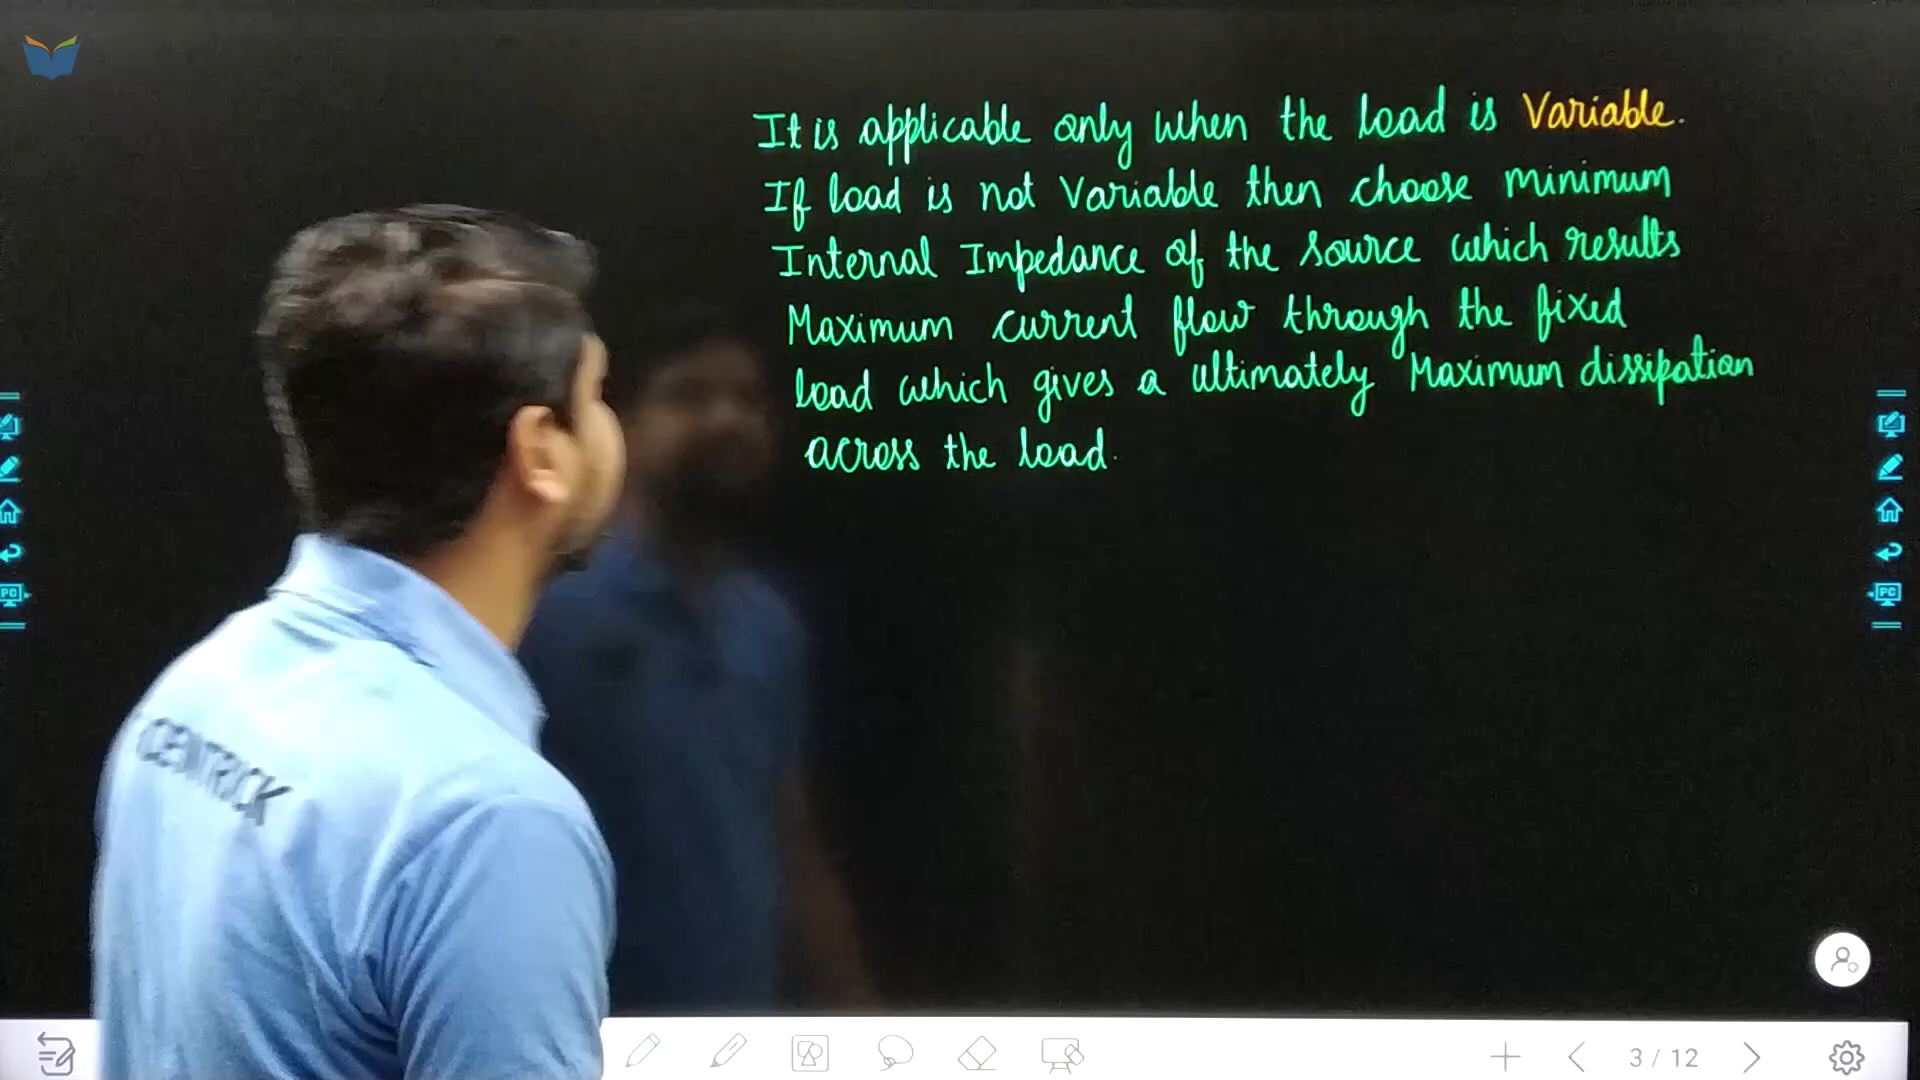 It is applicable only when the load is Variable.
If load is not Variable then choose Minimum
Internal Impedance of the source which results
Maximum current flow through the fixed
load which gives a ultimately Maximum dissipation
across the load.
CENTRICK
PC
PC
3 / 12